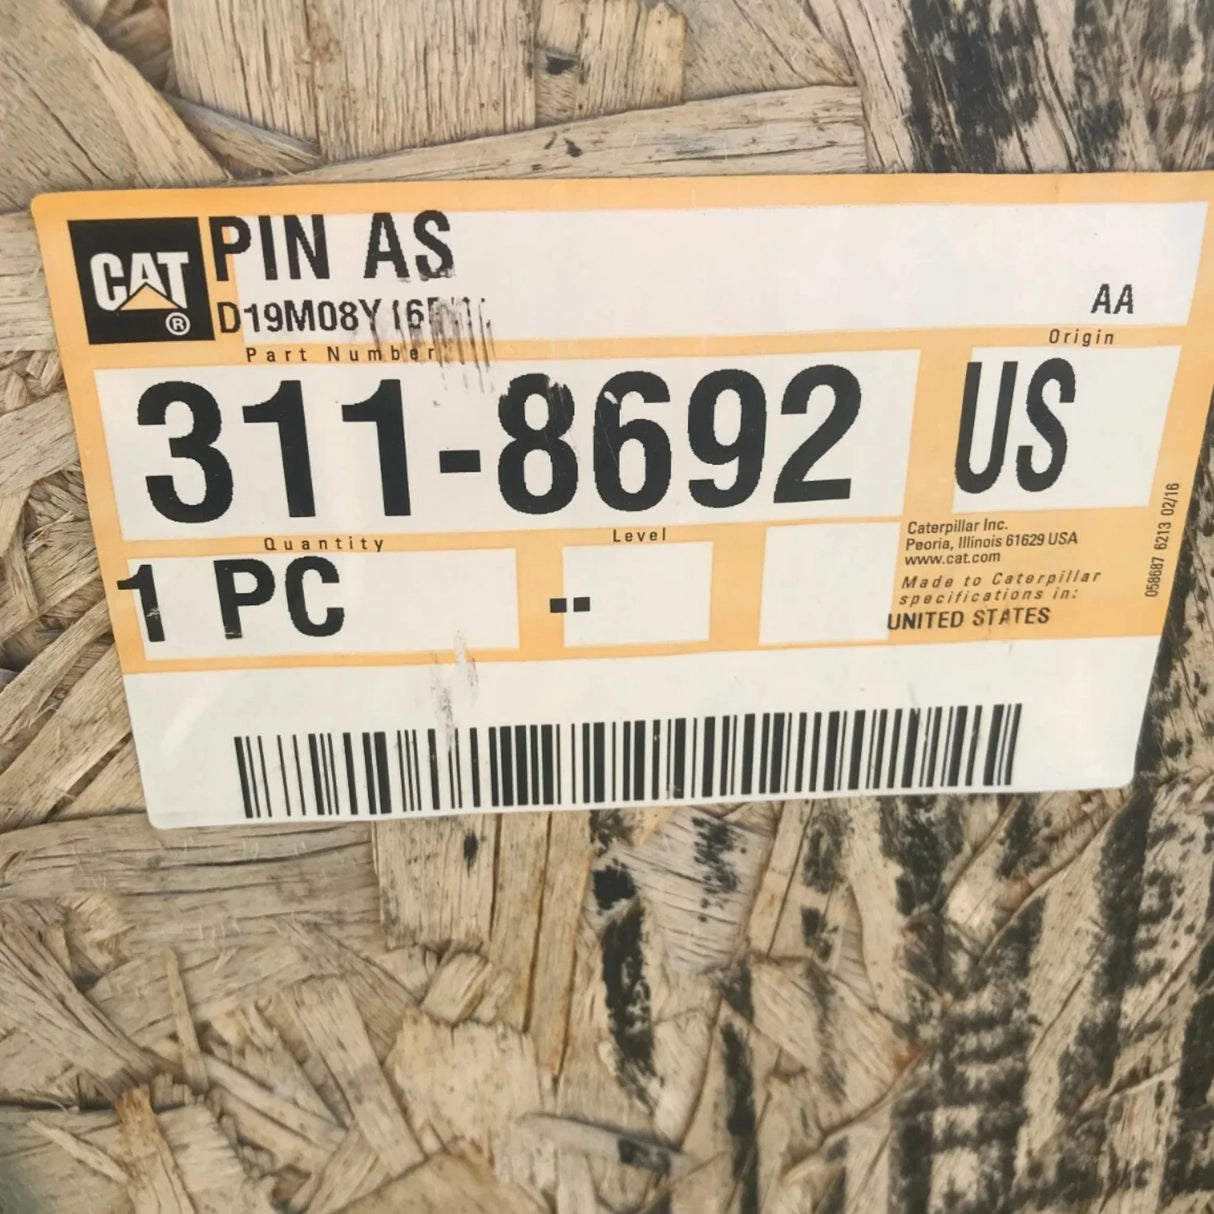 CAT ®
PIN AS
D19M08Y16
AA
Part Number
Origin
311-8692
US
Quantity
Level
1 PC
--
Caterpillar Inc.
Peoria, Illinois 61629 USA
www.cat.com
Made to Caterpillar
specifications in:
UNITED STATES
058687 6213 02/16